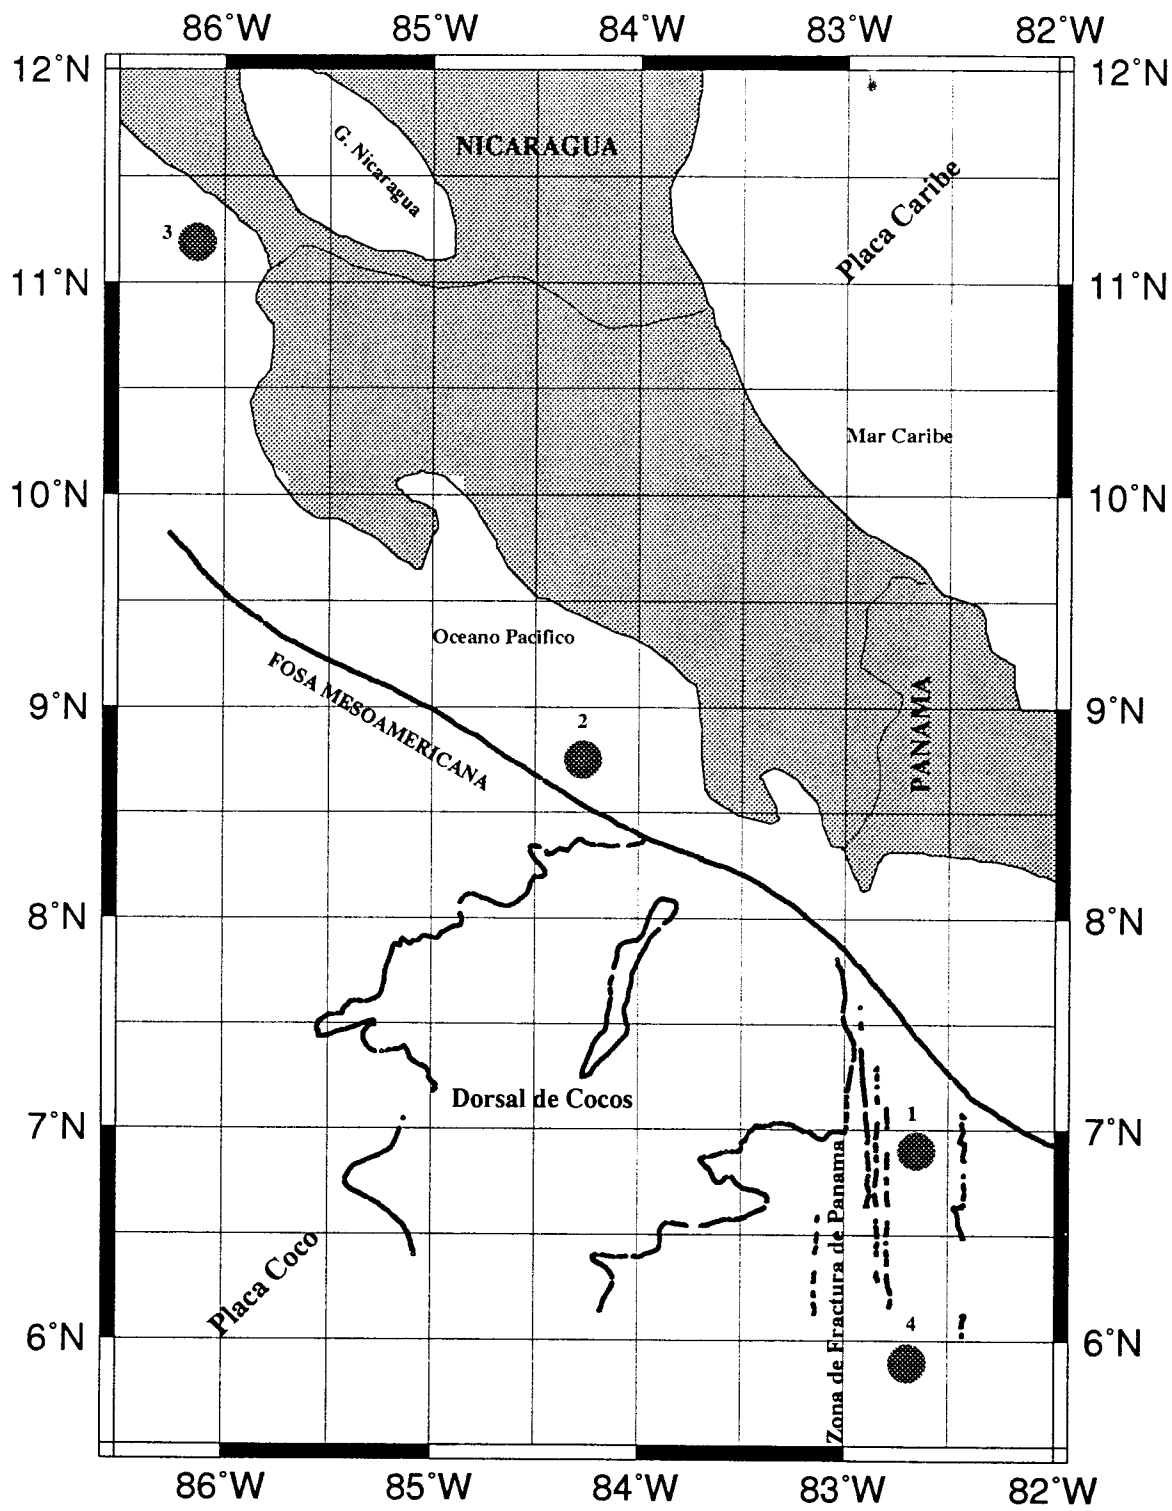 86°W 85°W 84°W 83°W 82°W
12°N 12°N
NICARAGUA
G. Nicaragua
Placa Caribe
3
11°N 11°N
Mar Caribe
10°N 10°N
Oceano Pacifico
FOSA MESOAMERICANA
PANAMA
9°N 9°N
2
8°N 8°N
Dorsal de Cocos
7°N 7°N
1
Zona de Fractura de Panama
Placa Coco
6°N 6°N
4
86°W 85°W 84°W 83°W 82°W